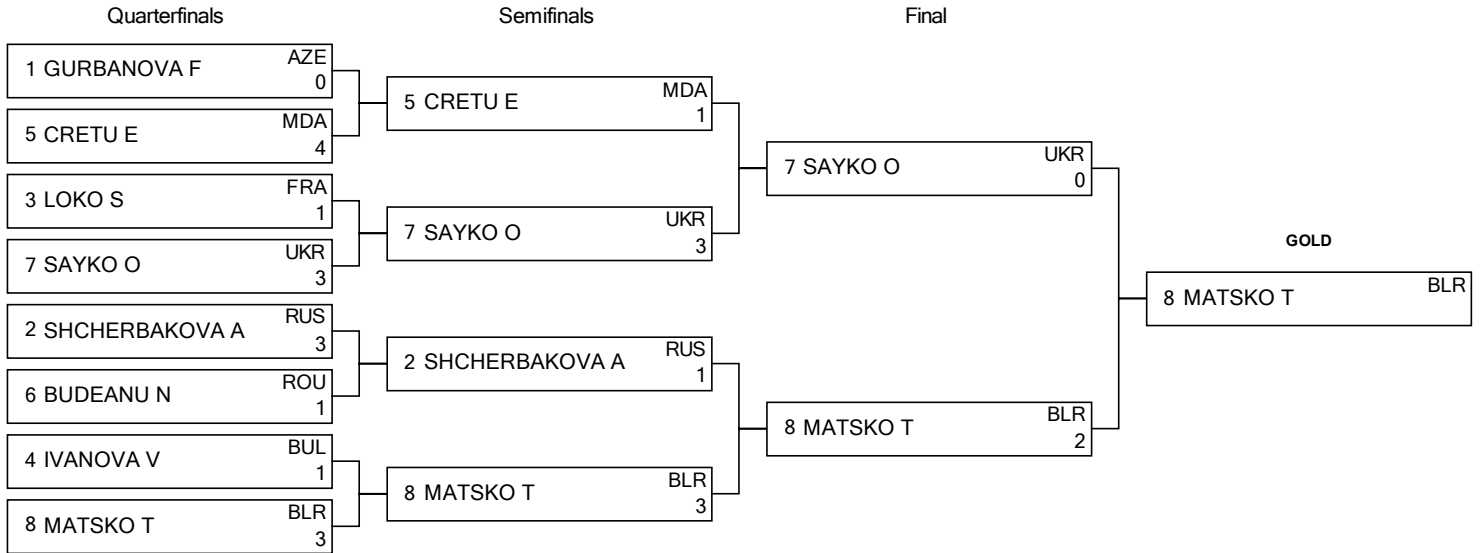 Quarterfinals
Semifinals
Final
1 GURBANOVA F AZE
0
5 CRETU E MDA
4
3 LOKO S FRA
1
7 SAYKO O UKR
3
2 SHCHERBAKOVA A RUS
3
6 BUDEANU N ROU
1
4 IVANOVA V BUL
1
8 MATSKO T BLR
3
5 CRETU E MDA
1
7 SAYKO O UKR
3
2 SHCHERBAKOVA A RUS
1
8 MATSKO T BLR
3
7 SAYKO O UKR
0
8 MATSKO T BLR
2
GOLD
8 MATSKO T BLR